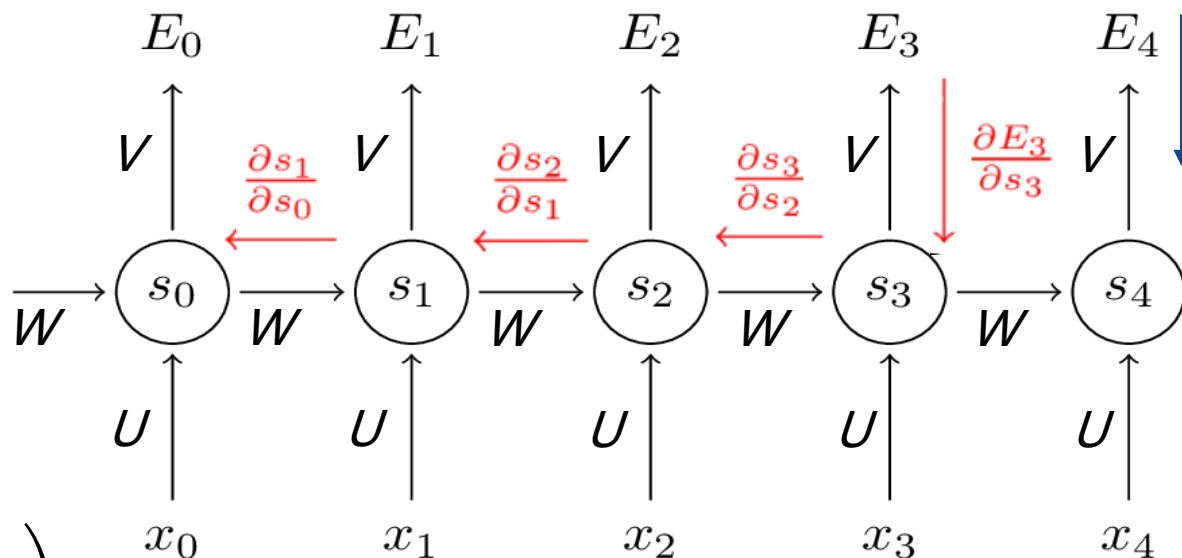 E₀ E₁ E₂ E₃ E₄
V V V V V
∂s₁/∂s₀ ∂s₂/∂s₁ ∂s₃/∂s₂ ∂E₃/∂s₃
s₀ s₁ s₂ s₃ s₄
W W W W W
U U U U U
x₀ x₁ x₂ x₃ x₄
)